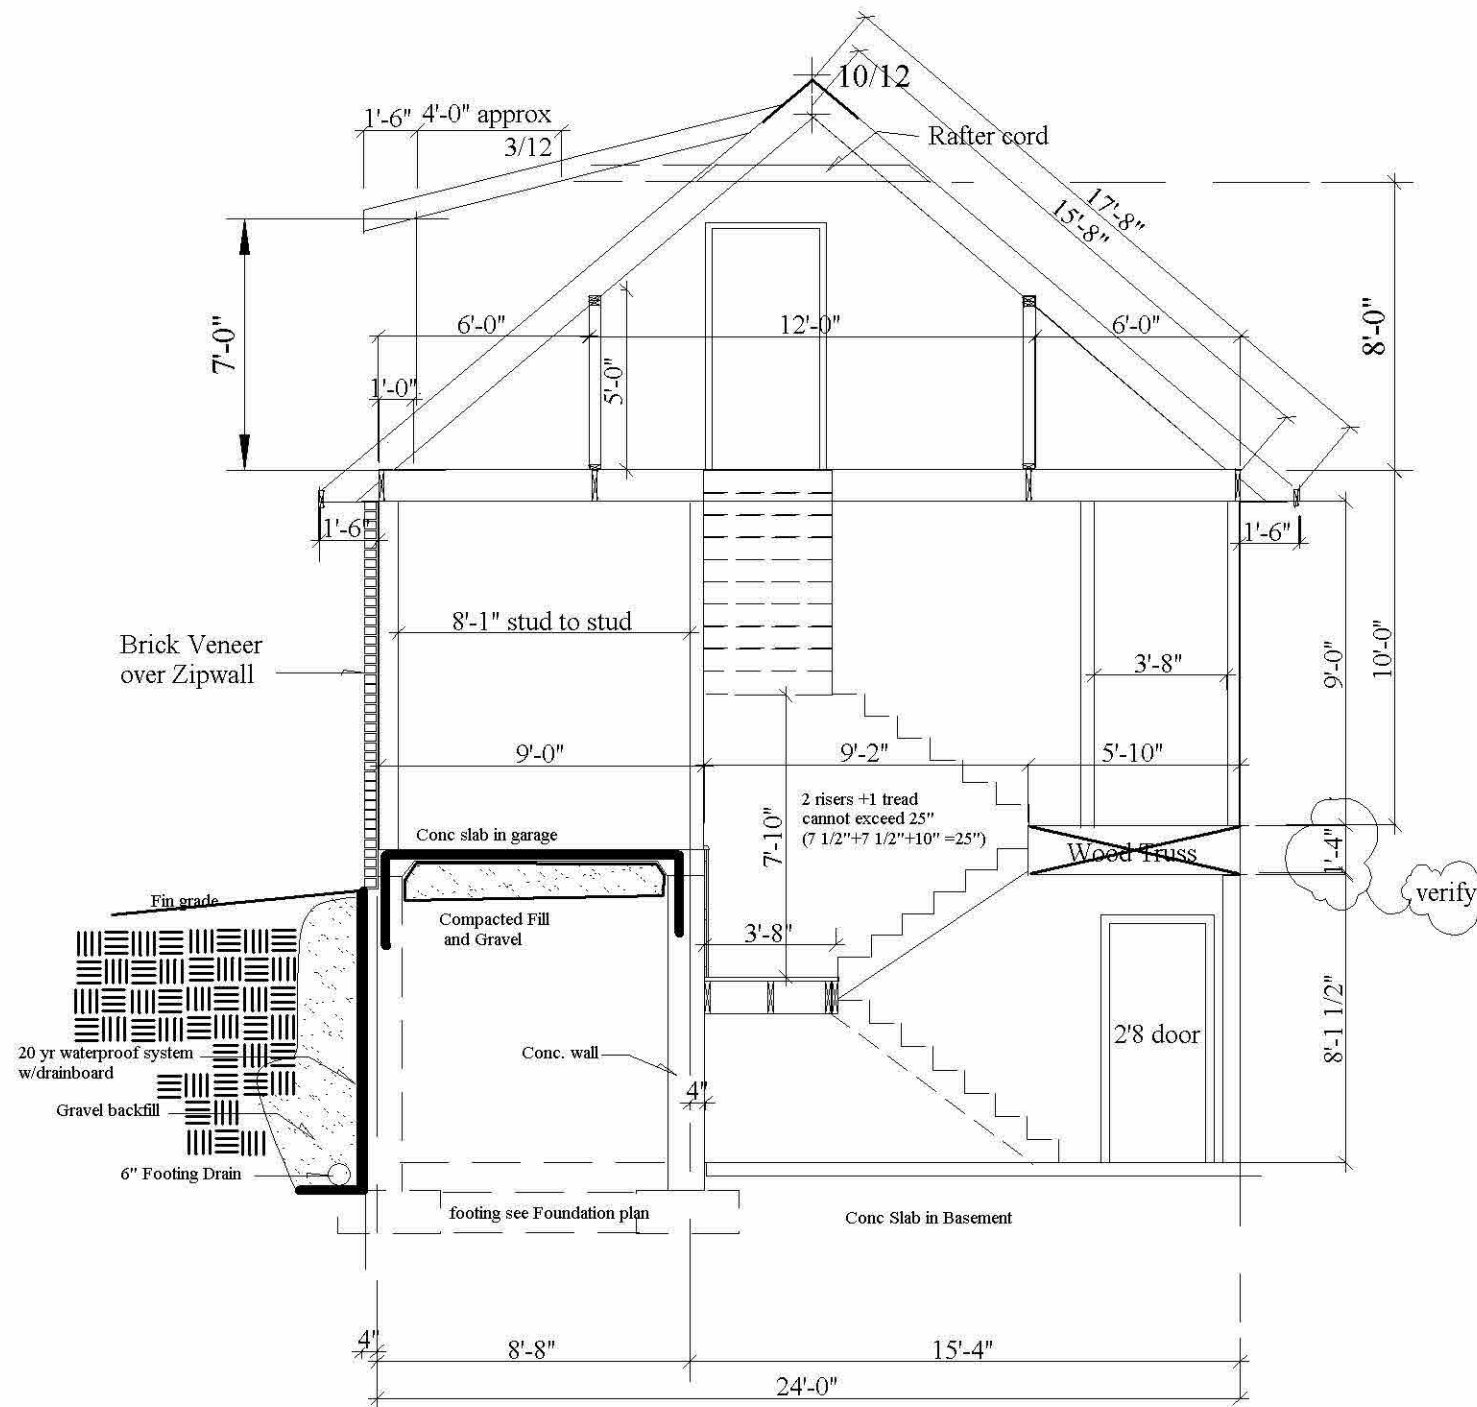 10/12
1'-6" 4'-0" approx
3/12
Rafter cord
17'-8"
15'-8"
7'-0"
6'-0"
12'-0"
6'-0"
8'-0"
5'-0"
1'-0"
1'-6"
1'-6"
8'-1" stud to stud
Brick Veneer
over Zipwall
3'-8"
9'-0"
10'-0"
9'-0"
9'-2"
5'-10"
2 risers +1 tread
cannot exceed 25"
(7 1/2"+7 1/2"+10" =25")
7'-10"
Conc slab in garage
Wood Truss
1'-4"
verify
Fin grade
Compacted Fill
and Gravel
3'-8"
8'-1 1/2"
2'8 door
20 yr waterproof system
w/drainboard
Conc. wall
4"
Gravel backfill
6" Footing Drain
footing see Foundation plan
Conc Slab in Basement
4"
8'-8"
15'-4"
24'-0"